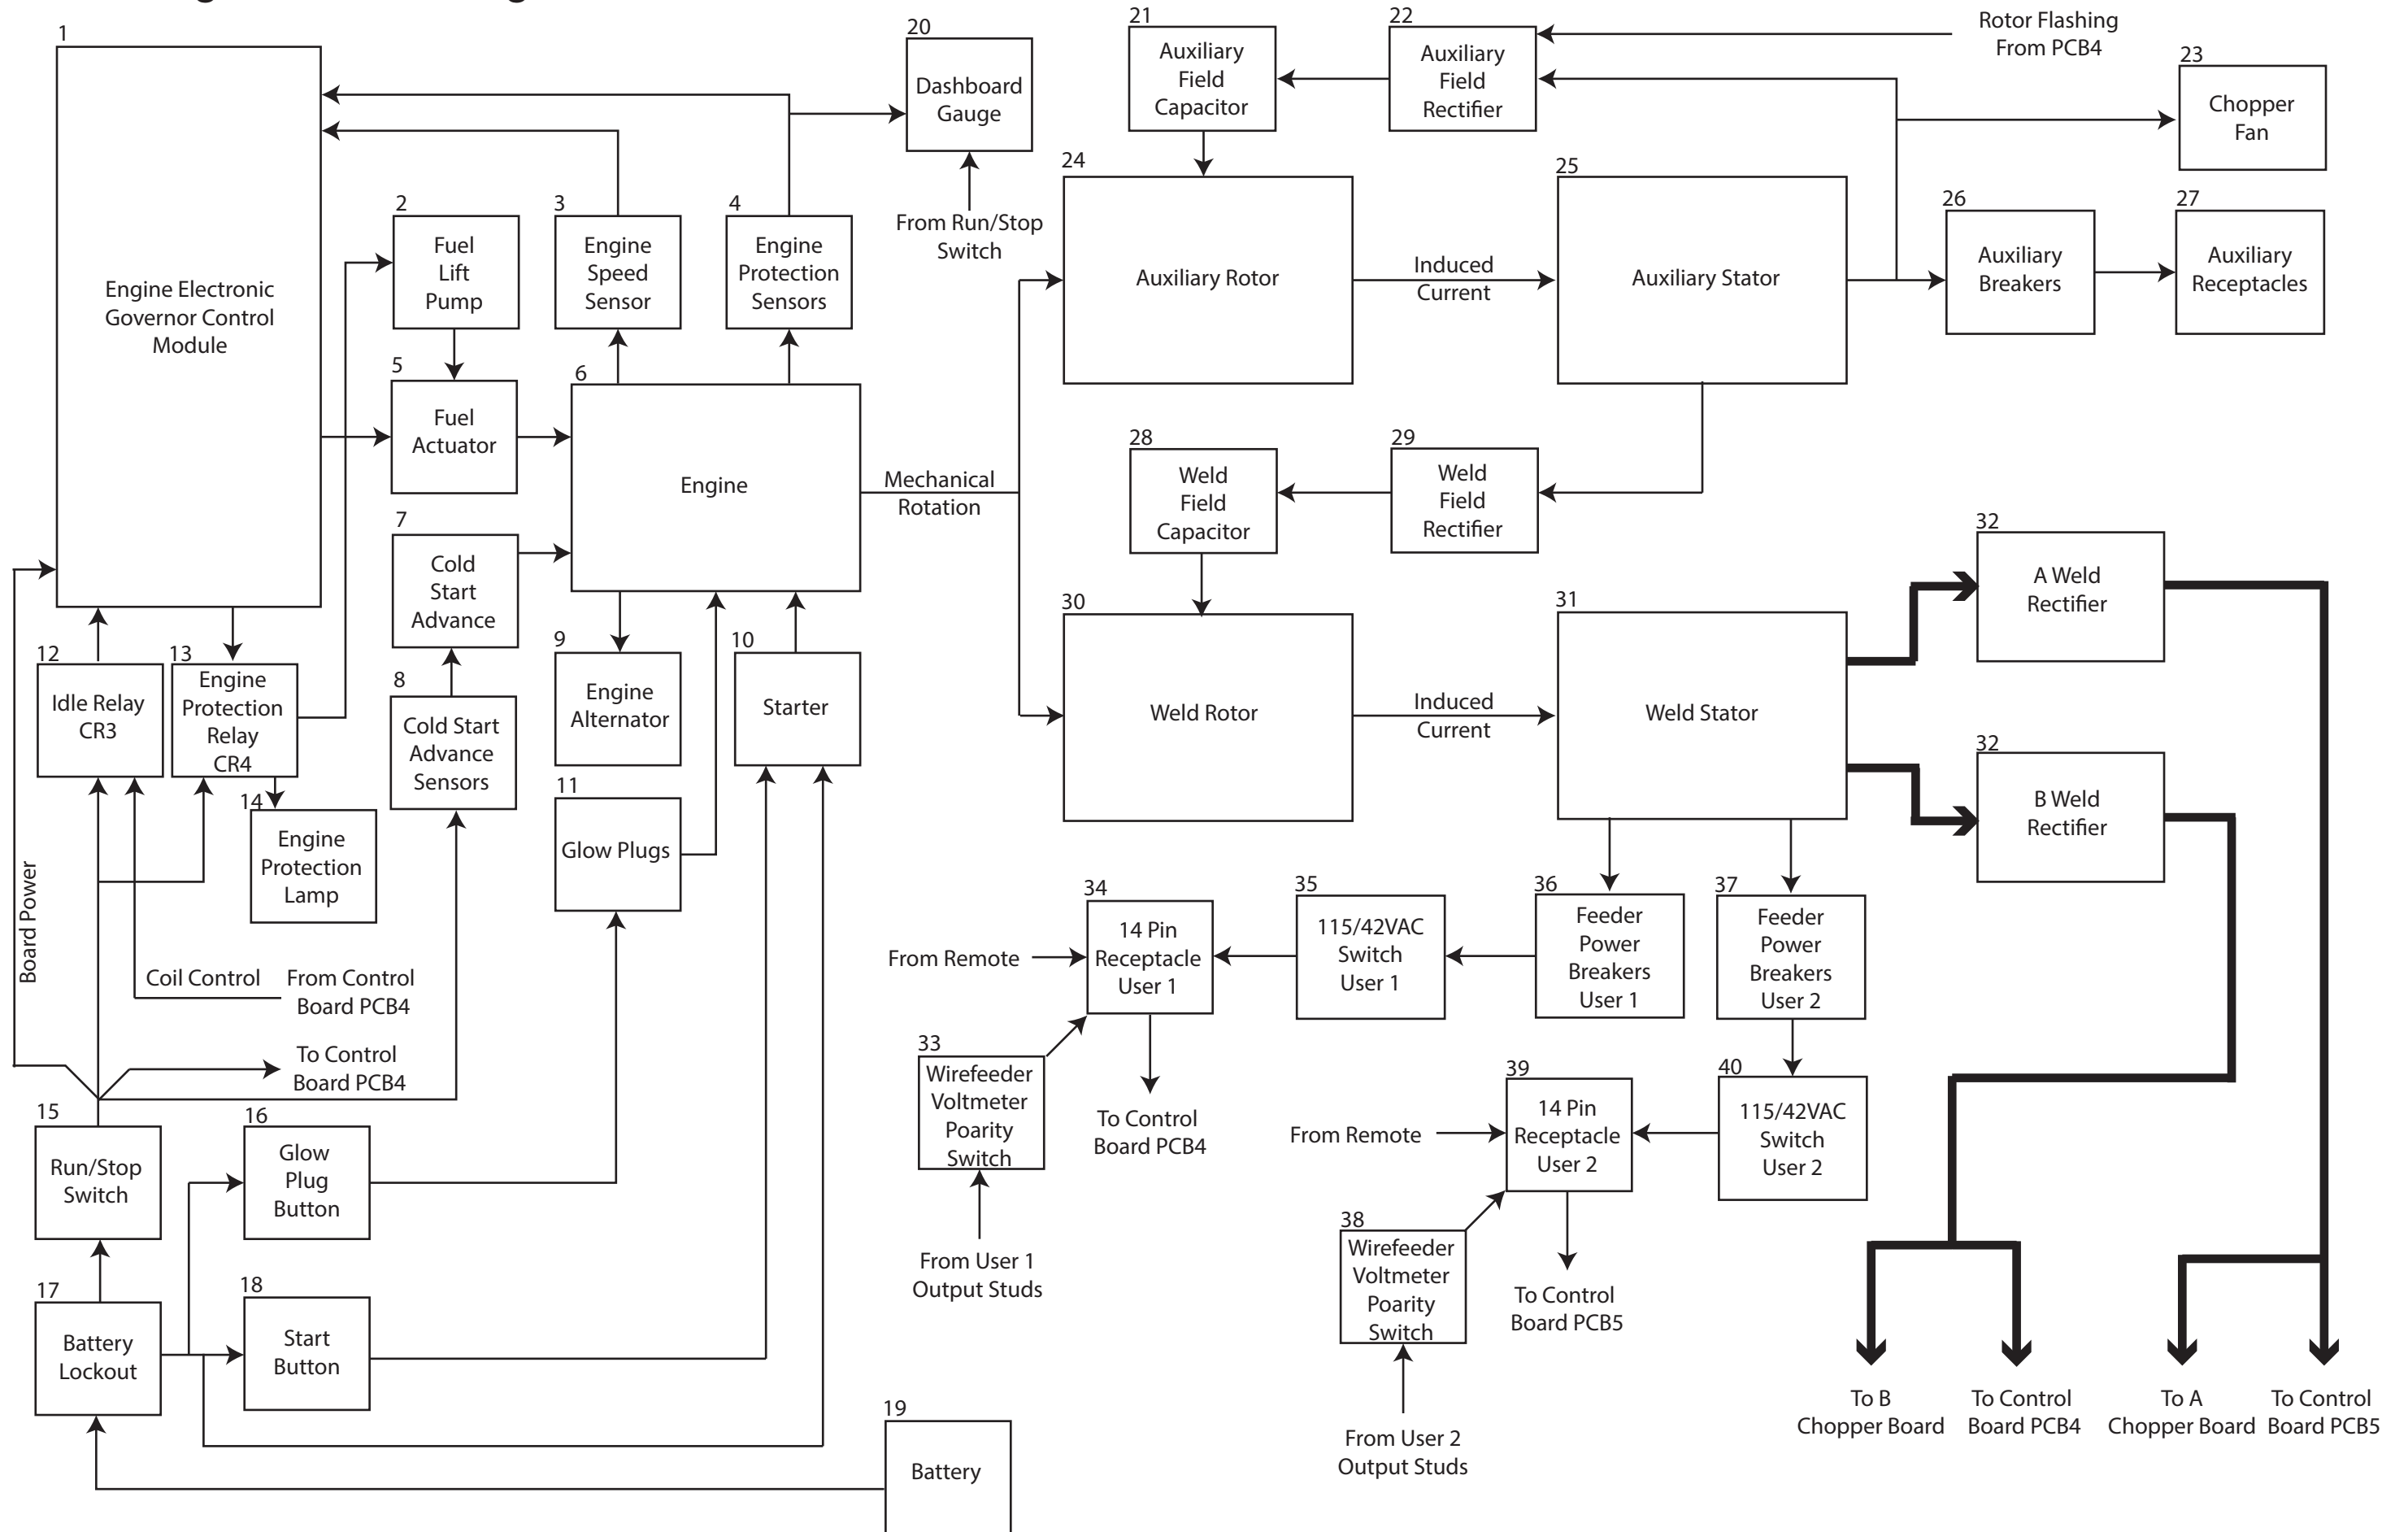 1
Engine Electronic
Governor Control
Module
2
Fuel
Lift
Pump
3
Engine
Speed
Sensor
4
Engine
Protection
Sensors
20
Dashboard
Gauge
From Run/Stop
Switch
5
Fuel
Actuator
6
Engine
Mechanical
Rotation
7
Cold
Start
Advance
8
Cold Start
Advance
Sensors
9
Engine
Alternator
10
Starter
11
Glow Plugs
12
Idle Relay
CR3
13
Engine
Protection
Relay
CR4
14
Engine
Protection
Lamp
Board Power
Coil Control
From Control
Board PCB4
To Control
Board PCB4
15
Run/Stop
Switch
16
Glow
Plug
Button
17
Battery
Lockout
18
Start
Button
19
Battery
21
Auxiliary
Field
Capacitor
22
Auxiliary
Field
Rectifier
Rotor Flashing
From PCB4
23
Chopper
Fan
24
Auxiliary Rotor
Induced
Current
25
Auxiliary Stator
26
Auxiliary
Breakers
27
Auxiliary
Receptacles
28
Weld
Field
Capacitor
29
Weld
Field
Rectifier
30
Weld Rotor
Induced
Current
31
Weld Stator
32
A Weld
Rectifier
32
B Weld
Rectifier
33
Wirefeeder
Voltmeter
Poarity
Switch
From User 1
Output Studs
34
14 Pin
Receptacle
User 1
From Remote
To Control
Board PCB4
35
115/42VAC
Switch
User 1
36
Feeder
Power
Breakers
User 1
37
Feeder
Power
Breakers
User 2
38
Wirefeeder
Voltmeter
Poarity
Switch
From User 2
Output Studs
39
14 Pin
Receptacle
User 2
From Remote
To Control
Board PCB5
40
115/42VAC
Switch
User 2
To B
Chopper Board
To Control
Board PCB4
To A
Chopper Board
To Control
Board PCB5